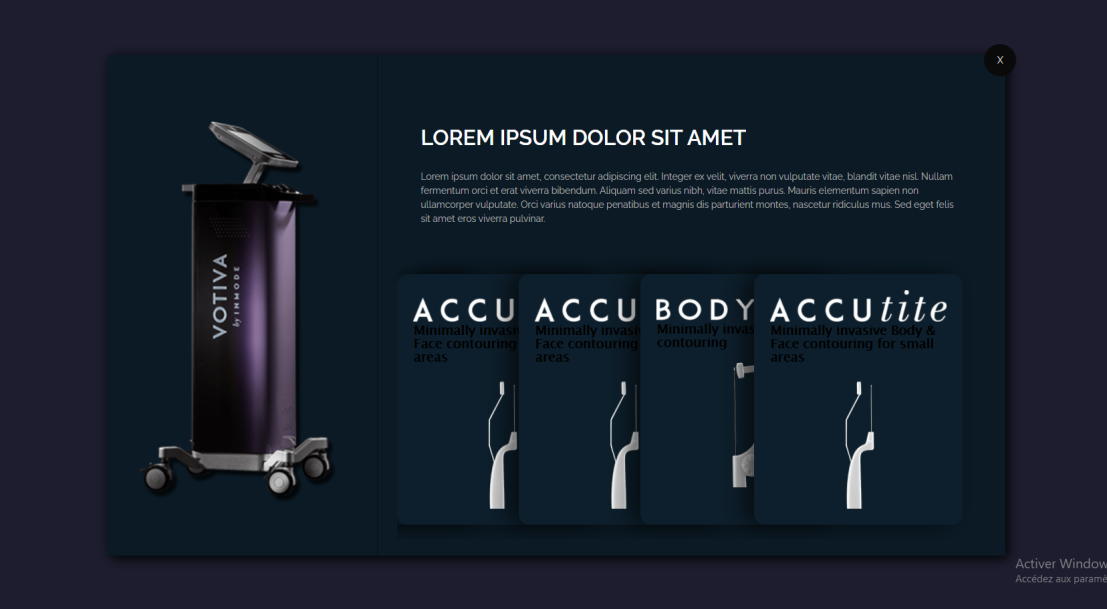 X
VOTIVA
by INMODE
LOREM IPSUM DOLOR SIT AMET
Lorem ipsum dolor sit amet, consectetur adipiscing elit. Integer ex velit, viverra non vulputate vitae, blandit vitae nisl. Nullam
fermentum orci et erat viverra bibendum. Aliquam sed varius nibh, vitae mattis purus. Mauris elementum sapien non
ullamcorper vulputate. Orci varius natoque penatibus et magnis dis parturient montes, nascetur ridiculus mus. Sed eget felis
sit amet eros viverra pulvinar.
ACCU
Minimally invasi
Face contouring
areas
ACCU
Minimally invasi
Face contouring
areas
BODY
Minimally invas
contouring
ACCUtite
Minimally invasive Body &
Face contouring for small
areas
Activer Window
Accédez aux paramè